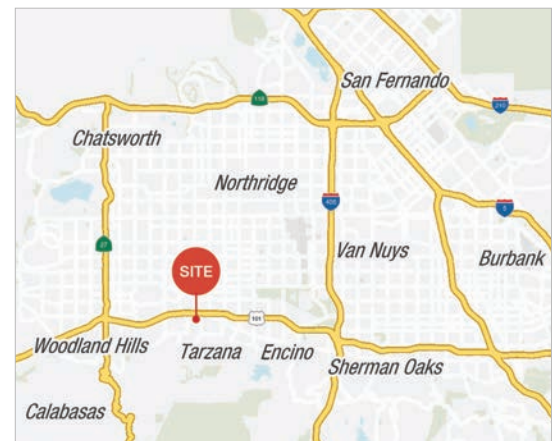 San Fernando
118
210
Chatsworth
Northridge
405
5
27
Van Nuys
Burbank
SITE
101
Woodland Hills
Tarzana
Encino
Sherman Oaks
Calabasas